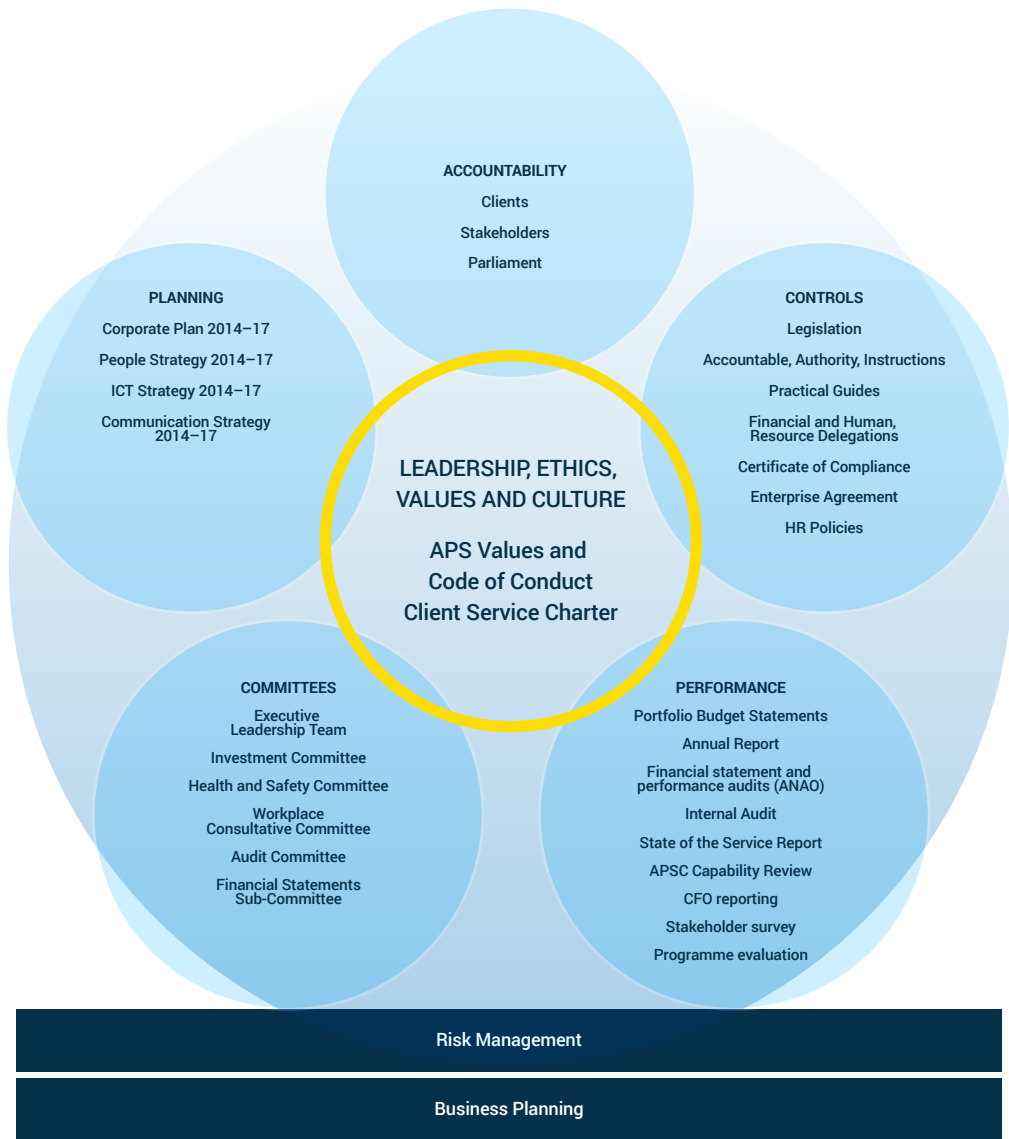 ACCOUNTABILITY
Clients
Stakeholders
Parliament
PLANNING
Corporate Plan 2014–17
People Strategy 2014–17
ICT Strategy 2014–17
Communication Strategy
2014–17
CONTROLS
Legislation
Accountable, Authority, Instructions
Practical Guides
Financial and Human,
Resource Delegations
Certificate of Compliance
Enterprise Agreement
HR Policies
LEADERSHIP, ETHICS,
VALUES AND CULTURE
APS Values and
Code of Conduct
Client Service Charter
COMMITTEES
Executive
Leadership Team
Investment Committee
Health and Safety Committee
Workplace
Consultative Committee
Audit Committee
Financial Statements
Sub-Committee
PERFORMANCE
Portfolio Budget Statements
Annual Report
Financial statement and
performance audits (ANAO)
Internal Audit
State of the Service Report
APSC Capability Review
CFO reporting
Stakeholder survey
Programme evaluation
Risk Management
Business Planning